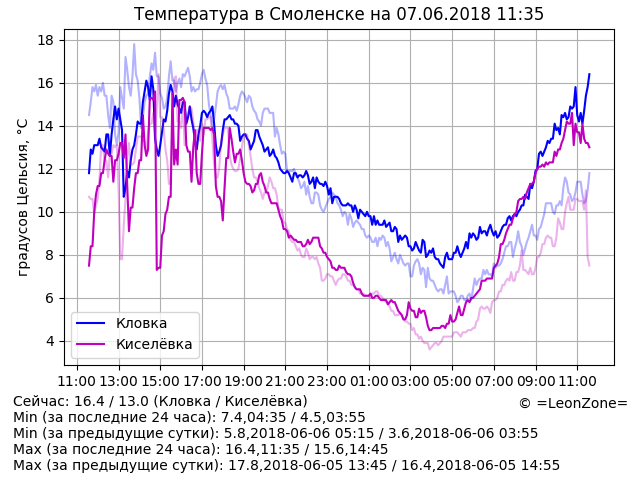 Температура в Смоленске на 07.06.2018 11:35
градусов Цельсия, °C
18
16
14
12
10
8
6
4
Кловка
Киселёвка
11:00 13:00 15:00 17:00 19:00 21:00 23:00 01:00 03:00 05:00 07:00 09:00 11:00
Сейчас: 16.4 / 13.0 (Кловка / Киселёвка)
© =LeonZone=
Min (за последние 24 часа): 7.4,04:35 / 4.5,03:55
Min (за предыдущие сутки): 5.8,2018-06-06 05:15 / 3.6,2018-06-06 03:55
Max (за последние 24 часа): 16.4,11:35 / 15.6,14:45
Max (за предыдущие сутки): 17.8,2018-06-05 13:45 / 16.4,2018-06-05 14:55